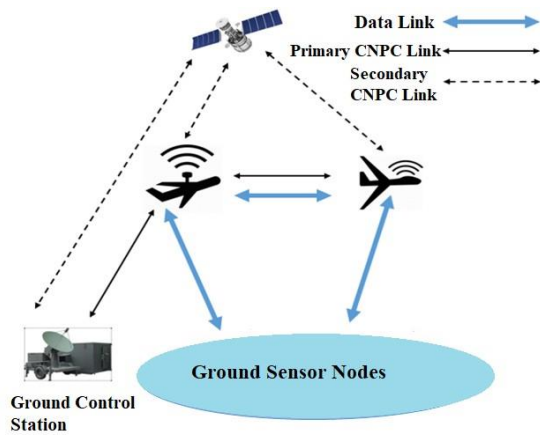 Data Link
Primary CNPC Link
Secondary
CNPC Link
Ground Sensor Nodes
Ground Control
Station